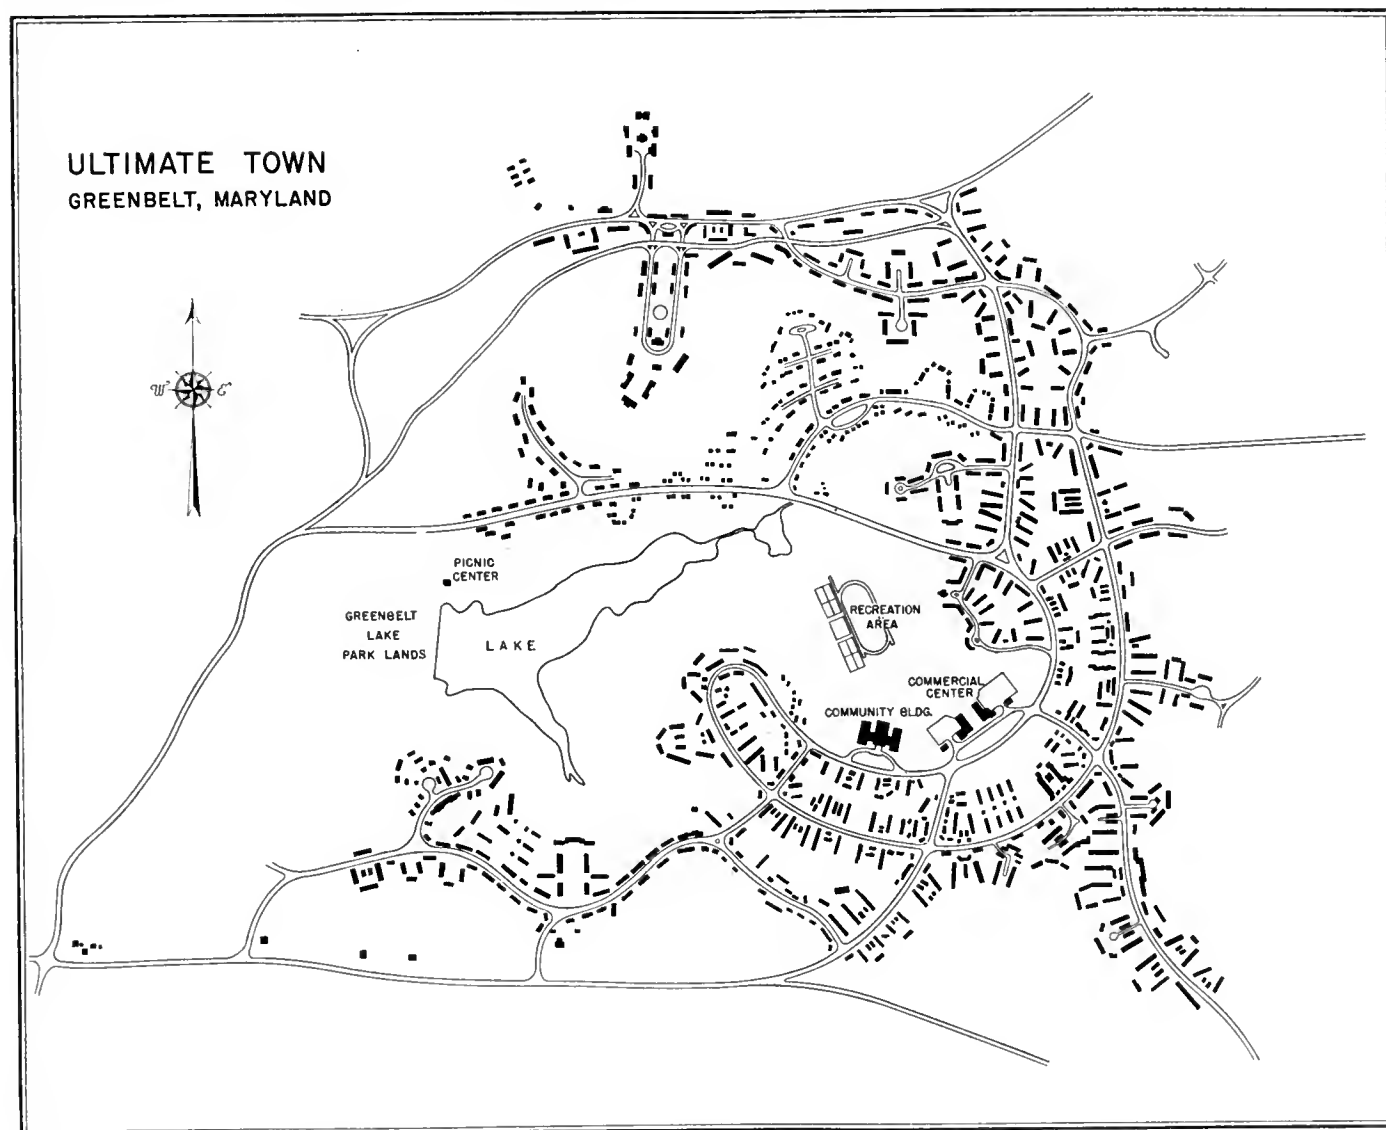 ULTIMATE TOWN
GREENBELT, MARYLAND
W
E
PICNIC
CENTER
GREENBELT
LAKE
PARK LANDS
LAKE
RECREATION
AREA
COMMERCIAL
CENTER
COMMUNITY BLDG.